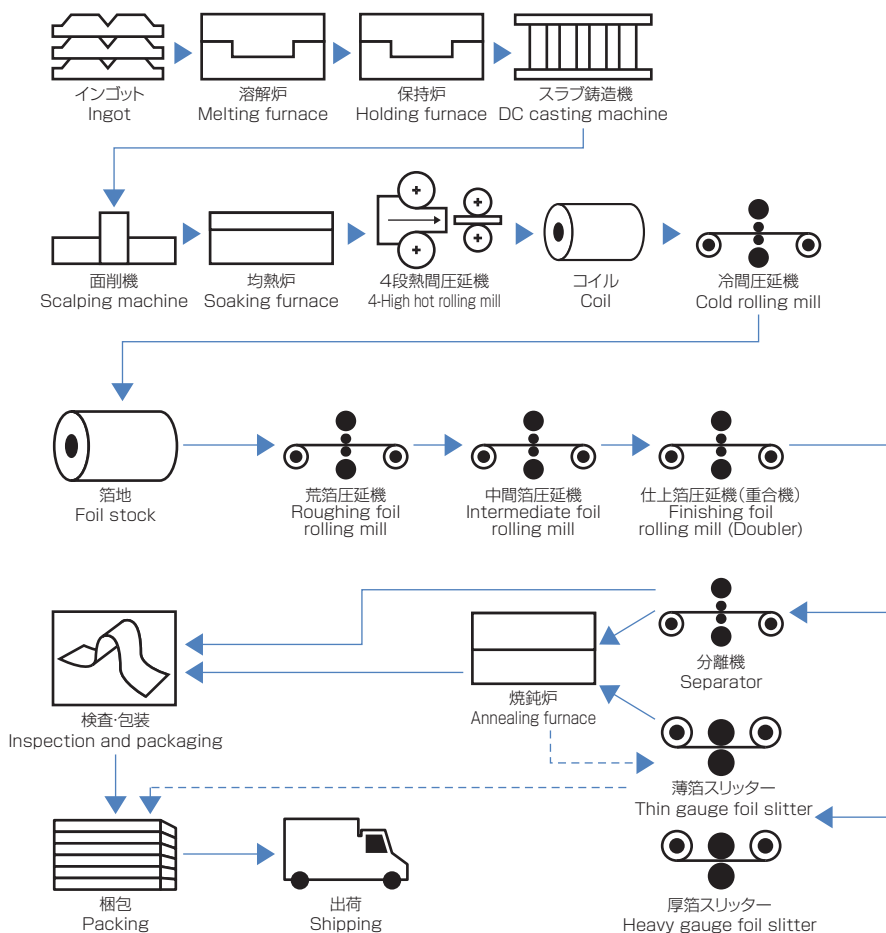 インゴット
Ingot
溶解炉
Melting furnace
保持炉
Holding furnace
スラブ鋳造機
DC casting machine
面削機
Scalping machine
均熱炉
Soaking furnace
4段熱間圧延機
4-High hot rolling mill
コイル
Coil
冷間圧延機
Cold rolling mill
箔地
Foil stock
荒箔圧延機
Roughing foil
rolling mill
中間箔圧延機
Intermediate foil
rolling mill
仕上箔圧延機(重合機)
Finishing foil
rolling mill (Doubler)
検査・包装
Inspection and packaging
焼鈍炉
Annealing furnace
分離機
Separator
薄箔スリッター
Thin gauge foil slitter
梱包
Packing
出荷
Shipping
厚箔スリッター
Heavy gauge foil slitter